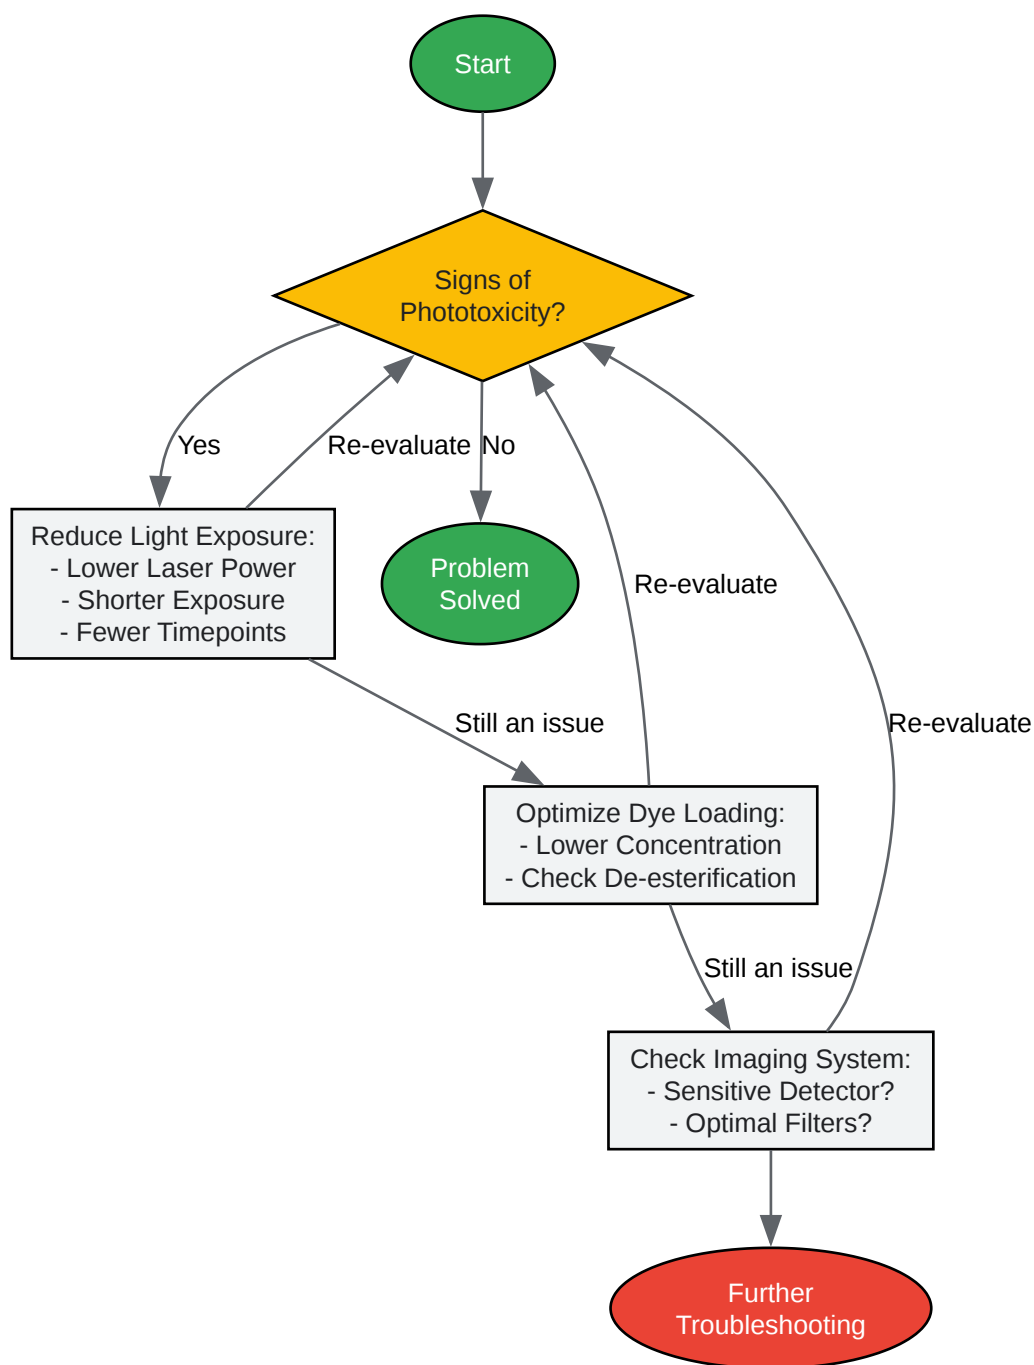 Start
Signs of
Phototoxicity?
Yes
Re-evaluate
No
Reduce Light Exposure:
- Lower Laser Power
- Shorter Exposure
- Fewer Timepoints
Problem
Solved
Re-evaluate
Still an issue
Re-evaluate
Optimize Dye Loading:
- Lower Concentration
- Check De-esterification
Still an issue
Check Imaging System:
- Sensitive Detector?
- Optimal Filters?
Further
Troubleshooting